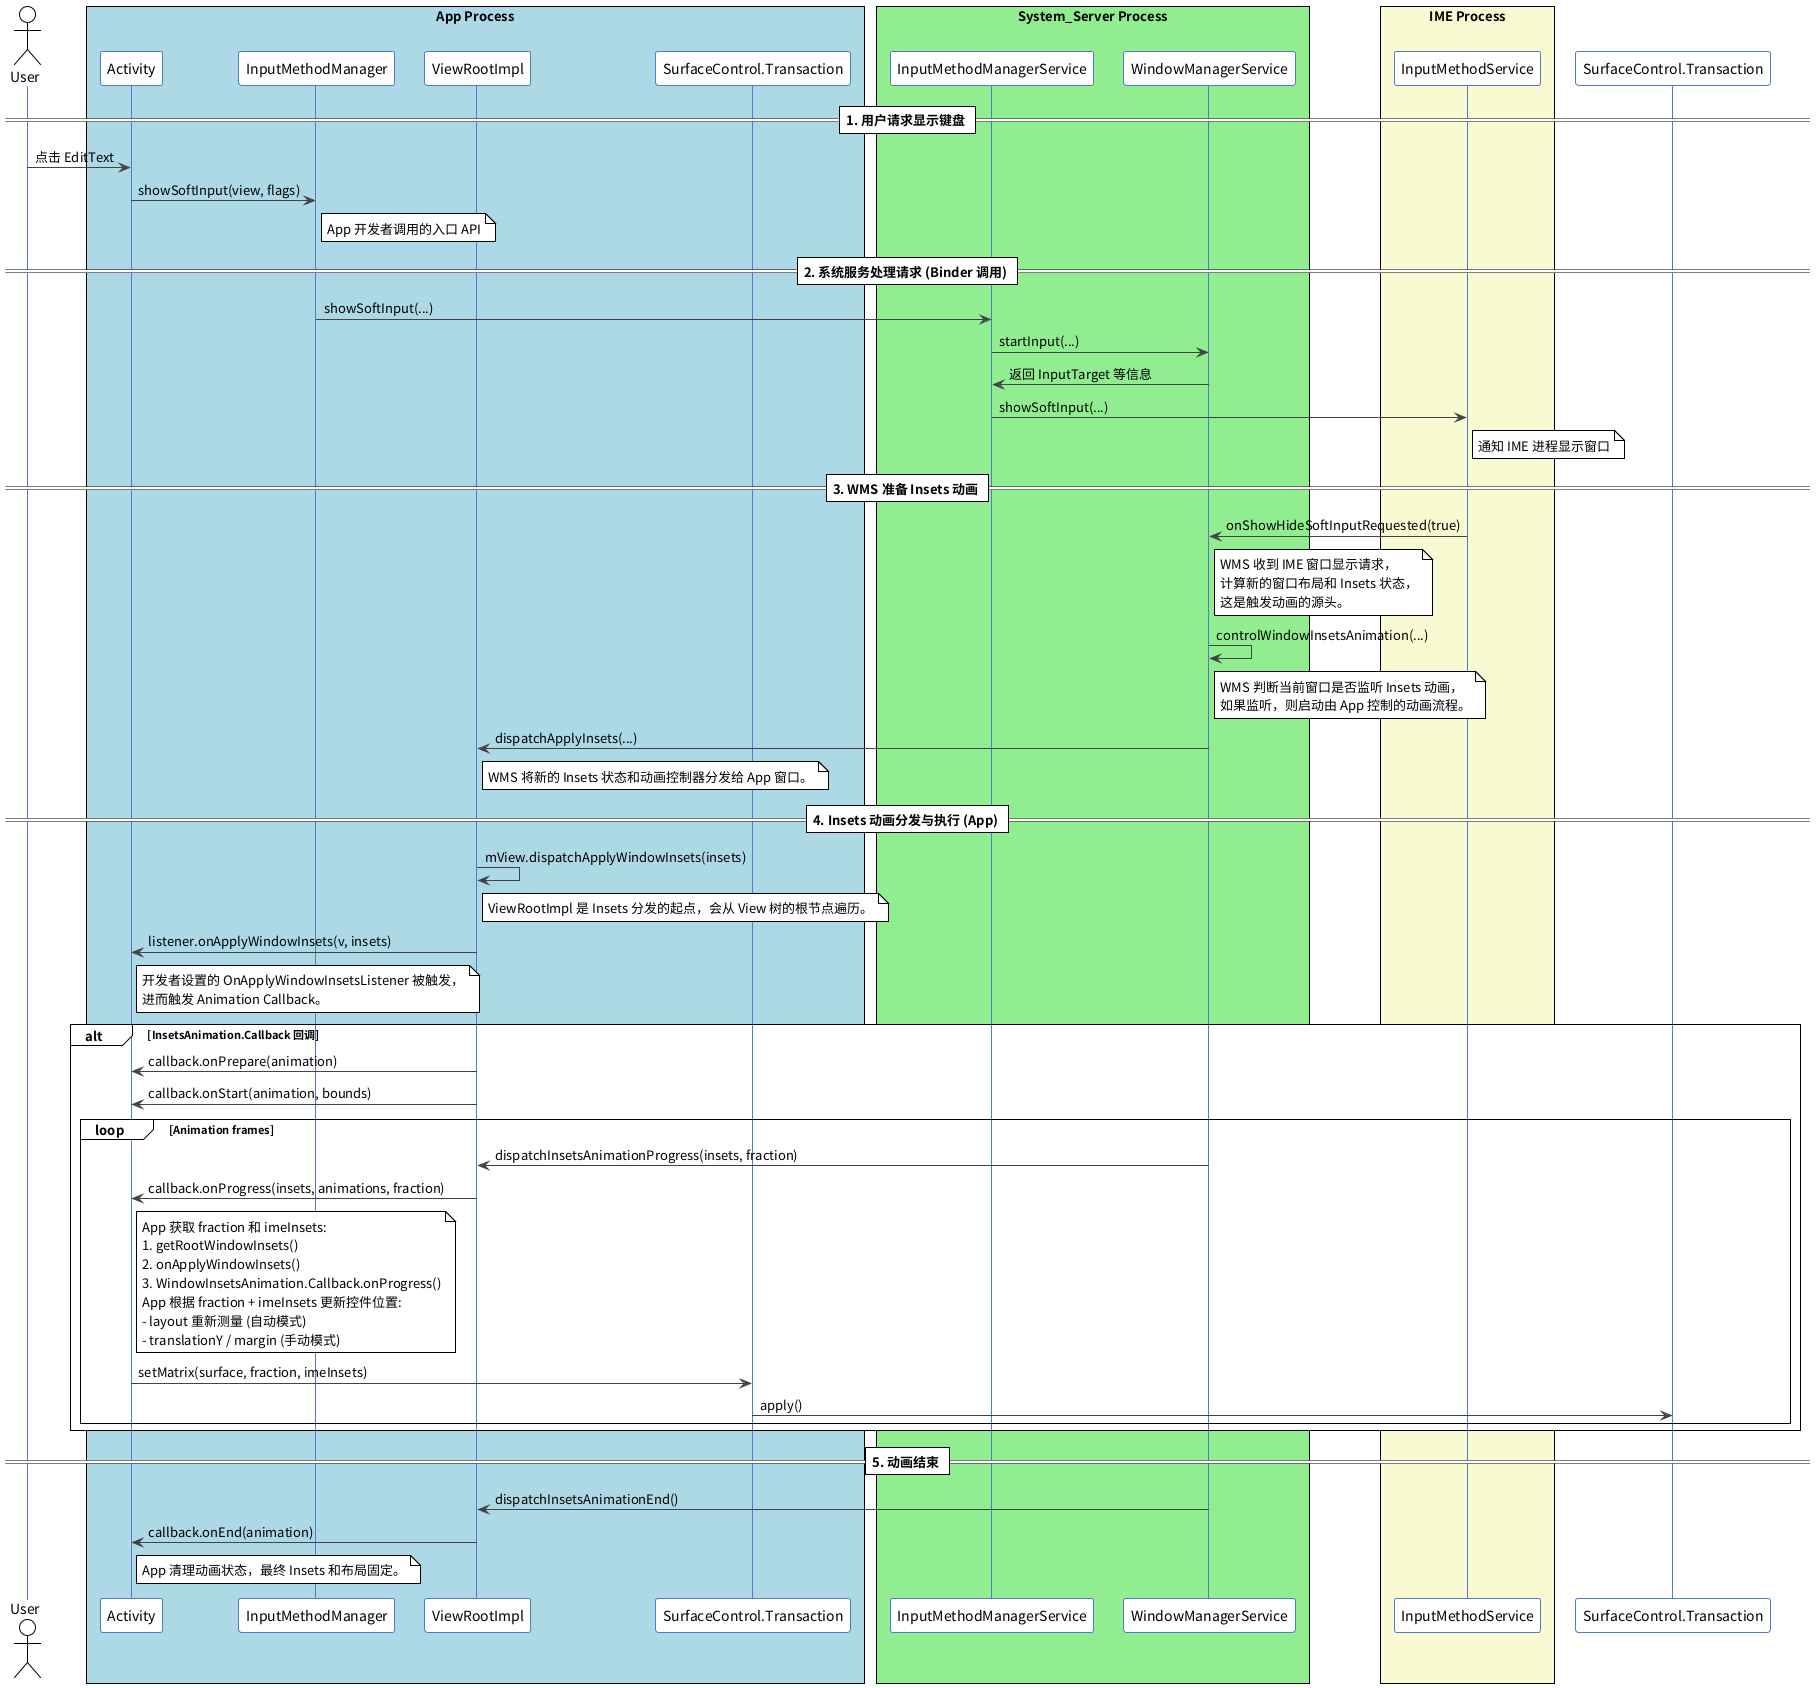 App Process
System_Server Process
IME Process
User
Activity
InputMethodManager
ViewRootImpl
SurfaceControl.Transaction
InputMethodManagerService
WindowManagerService
InputMethodService
SurfaceControl.Transaction
1. 用户请求显示键盘
点击 EditText
showSoftInput(view, flags)
App 开发者调用的入口 API
2. 系统服务处理请求 (Binder 调用)
showSoftInput(...)
startInput(...)
返回 InputTarget 等信息
showSoftInput(...)
通知 IME 进程显示窗口
3. WMS 准备 Insets 动画
onShowHideSoftInputRequested(true)
WMS 收到 IME 窗口显示请求，
计算新的窗口布局和 Insets 状态，
这是触发动画的源头。
controlWindowInsetsAnimation(...)
WMS 判断当前窗口是否监听 Insets 动画，
如果监听，则启动由 App 控制的动画流程。
dispatchApplyInsets(...)
WMS 将新的 Insets 状态和动画控制器分发给 App 窗口。
4. Insets 动画分发与执行 (App)
mView.dispatchApplyWindowInsets(insets)
ViewRootImpl 是 Insets 分发的起点，会从 View 树的根节点遍历。
listener.onApplyWindowInsets(v, insets)
开发者设置的 OnApplyWindowInsetsListener 被触发，
进而触发 Animation Callback。
alt [InsetsAnimation.Callback 回调]
callback.onPrepare(animation)
callback.onStart(animation, bounds)
loop [Animation frames]
dispatchInsetsAnimationProgress(insets, fraction)
callback.onProgress(insets, animations, fraction)
App 获取 fraction 和 imeInsets:
1. getRootWindowInsets()
2. onApplyWindowInsets()
3. WindowInsetsAnimation.Callback.onProgress()
App 根据 fraction + imeInsets 更新控件位置:
- layout 重新测量 (自动模式)
- translationY / margin (手动模式)
setMatrix(surface, fraction, imeInsets)
apply()
5. 动画结束
dispatchInsetsAnimationEnd()
callback.onEnd(animation)
App 清理动画状态，最终 Insets 和布局固定。
User
Activity
InputMethodManager
ViewRootImpl
SurfaceControl.Transaction
InputMethodManagerService
WindowManagerService
InputMethodService
SurfaceControl.Transaction